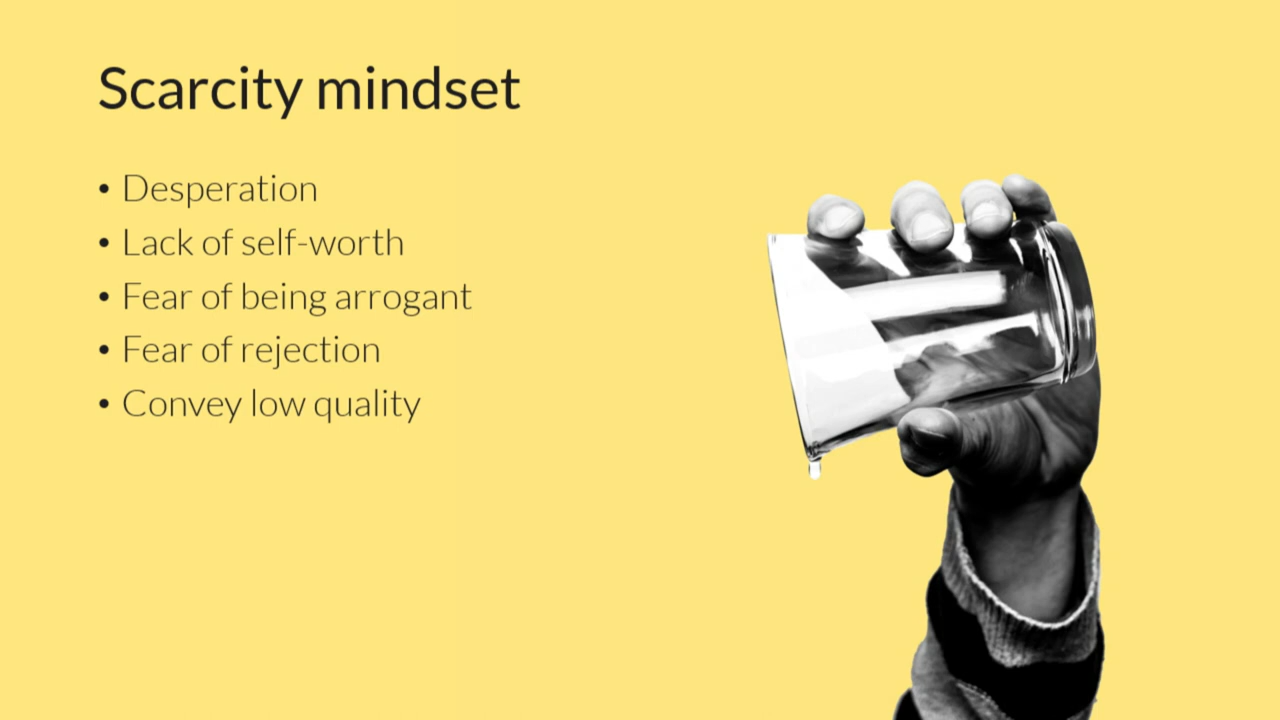 Scarcity mindset
• Desperation
• Lack of self-worth
• Fear of being arrogant
• Fear of rejection
• Convey low quality